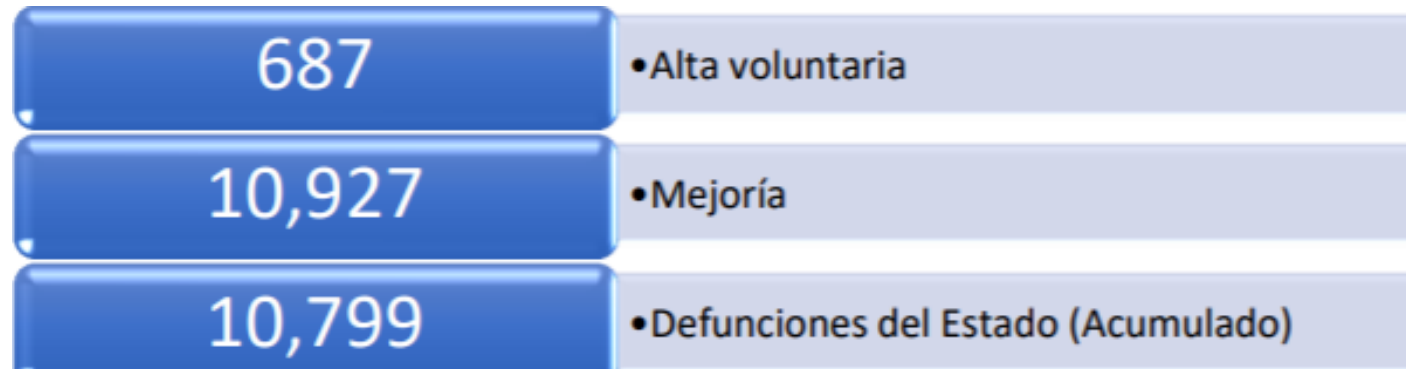 687 •Alta voluntaria
10,927 •Mejoría
10,799 •Defunciones del Estado (Acumulado)